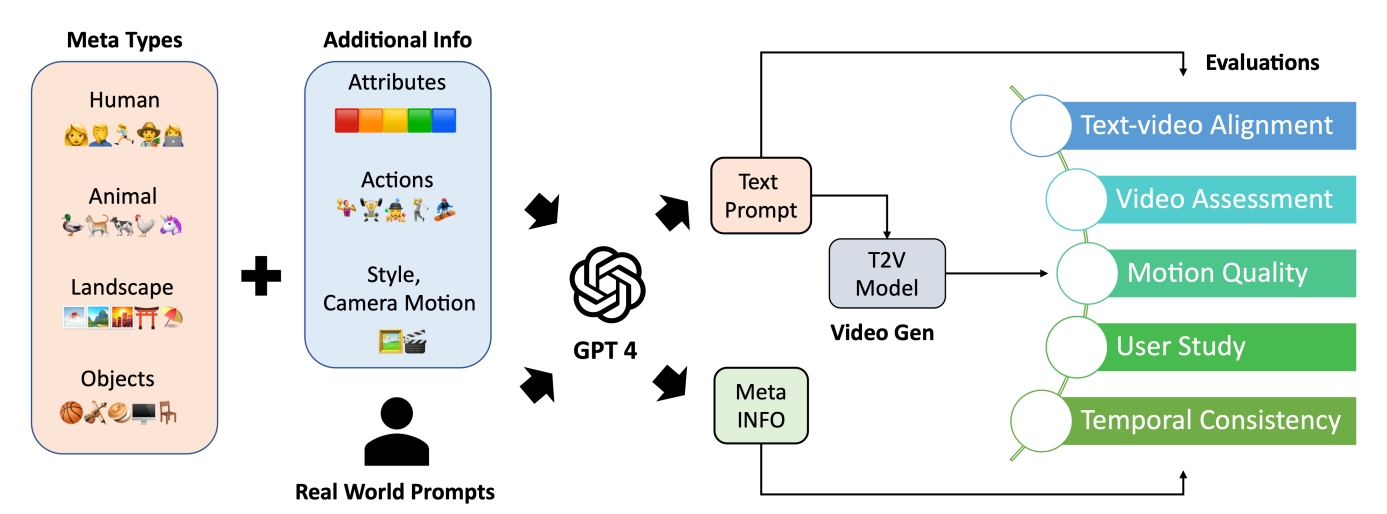 Meta Types
Human
Animal
Landscape
Objects
Additional Info
Attributes
Actions
Style,
Camera Motion
Real World Prompts
GPT 4
Text
Prompt
T2V
Model
Video Gen
Meta
INFO
Evaluations
Text-video Alignment
Video Assessment
Motion Quality
User Study
Temporal Consistency